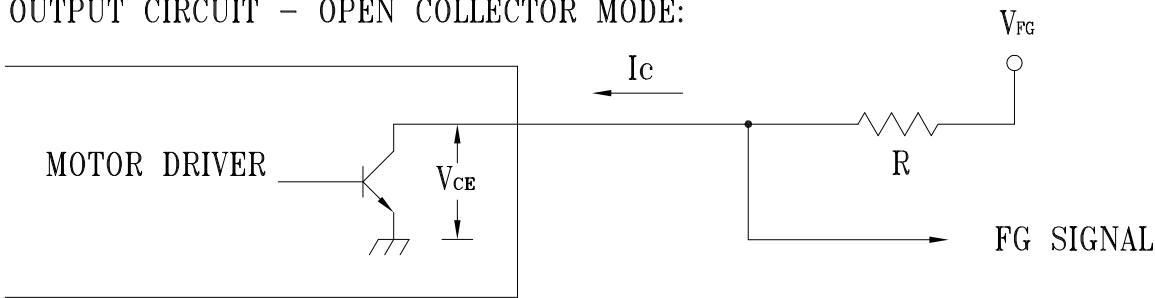 OUTPUT CIRCUIT – OPEN COLLECTOR MODE:
VFG
Ic
MOTOR DRIVER
VCE
R
FG SIGNAL